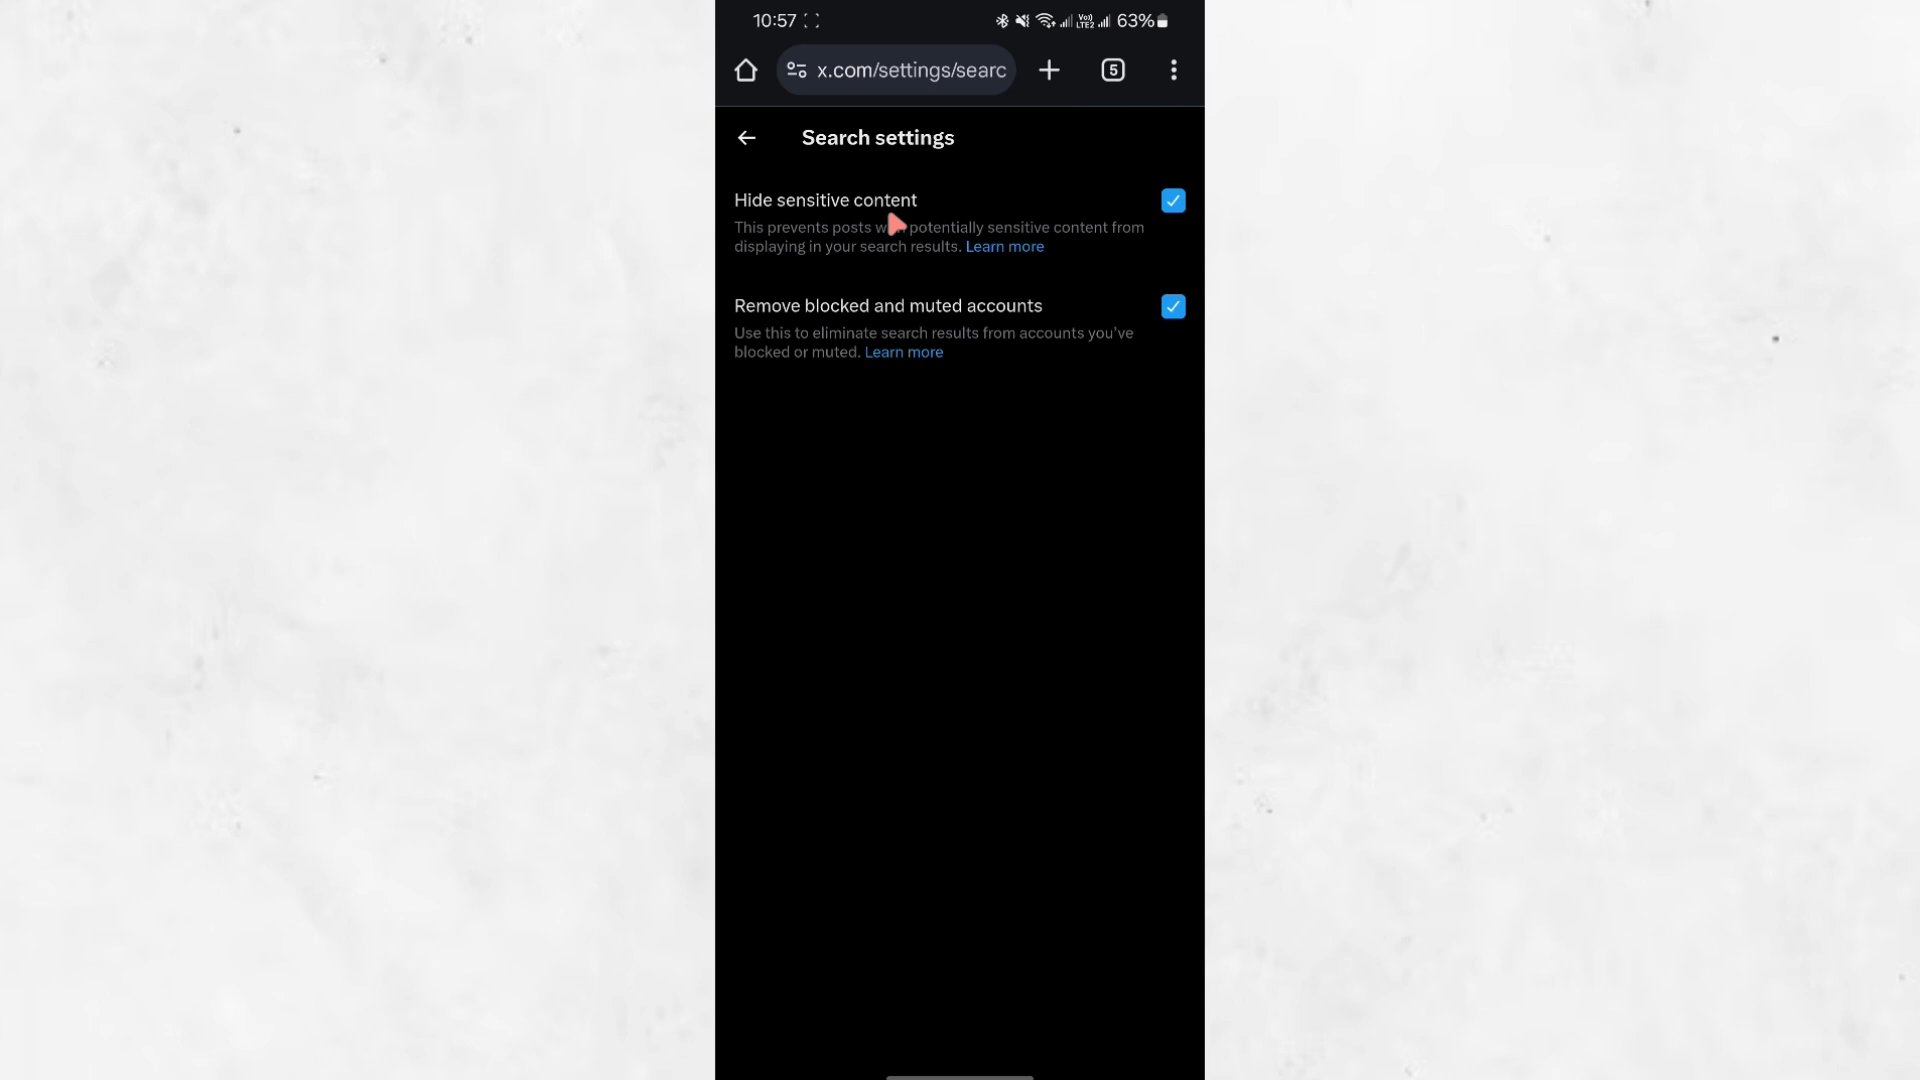 10:57
Vo)) LTE2 63%
x.com/settings/searc
5
Search settings
Hide sensitive content
This prevents posts potentially sensitive content from
displaying in your search results. Learn more
Remove blocked and muted accounts
Use this to eliminate search results from accounts you've
blocked or muted. Learn more